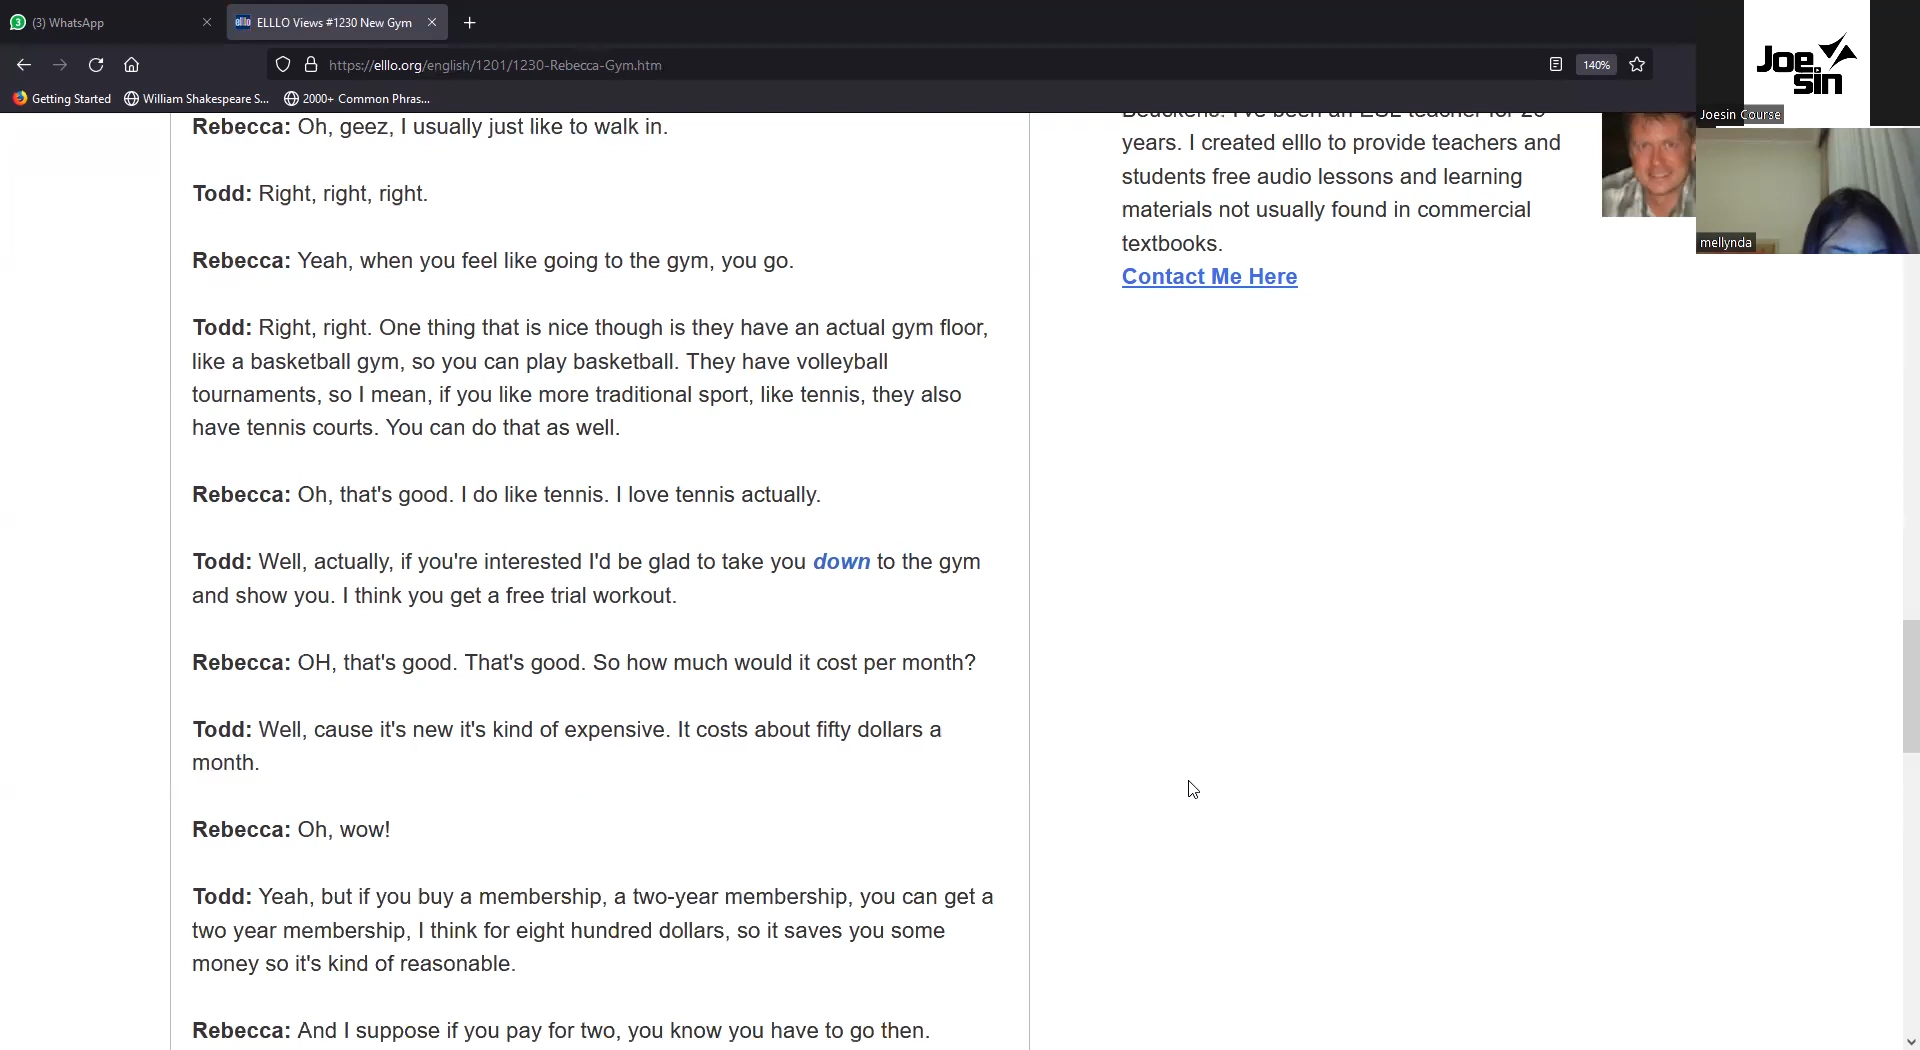 (3) WhatsApp
ELLLO Views #1230 New Gym
https://elllo.org/english/1201/1230-Rebecca-Gym.htm
140%
Getting Started
William Shakespeare S...
2000+ Common Phras...
Rebecca: Oh, geez, I usually just like to walk in.
Todd: Right, right, right.
Rebecca: Yeah, when you feel like going to the gym, you go.
Todd: Right, right. One thing that is nice though is they have an actual gym floor,
like a basketball gym, so you can play basketball. They have volleyball
tournaments, so I mean, if you like more traditional sport, like tennis, they also
have tennis courts. You can do that as well.
Rebecca: Oh, that's good. I do like tennis. I love tennis actually.
Todd: Well, actually, if you're interested I'd be glad to take you down to the gym
and show you. I think you get a free trial workout.
Rebecca: OH, that's good. That's good. So how much would it cost per month?
Todd: Well, cause it's new it's kind of expensive. It costs about fifty dollars a
month.
Rebecca: Oh, wow!
Todd: Yeah, but if you buy a membership, a two-year membership, you can get a
two year membership, I think for eight hundred dollars, so it saves you some
money so it's kind of reasonable.
Rebecca: And I suppose if you pay for two, you know you have to go then.
Beuckens. I've been an ESL teacher for
years. I created elllo to provide teachers and
students free audio lessons and learning
materials not usually found in commercial
textbooks.
Contact Me Here
Joe.sin
Joesin Course
mellynda